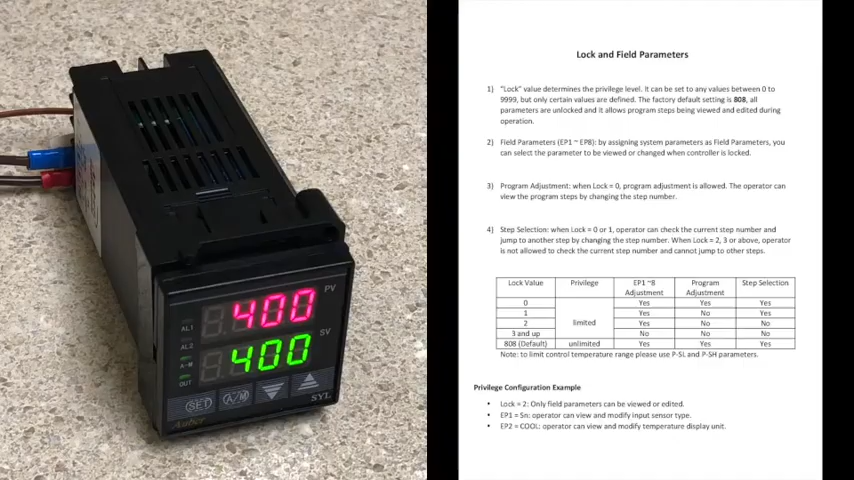 400
PV
400
SV
AL1
AL2
A-M
OUT
SET
A/M
SYL
Auber
Lock and Field Parameters
1) "Lock" value determines the privilege level. It can be set to any values between 0 to
9999, but only certain values are defined. The factory default setting is 808, all
parameters are unlocked and it allows program steps being viewed and edited during
operation.
2) Field Parameters (EP1 ~ EP8): by assigning system parameters as Field Parameters, you
can select the parameter to be viewed or changed when controller is locked.
3) Program Adjustment: when Lock = 0, program adjustment is allowed. The operator can
view the program steps by changing the step number.
4) Step Selection: when Lock = 0 or 1, operator can check the current step number and
jump to another step by changing the step number. When Lock = 2, 3 or above, operator
is not allowed to check the current step number and cannot jump to other steps.
Lock Value Privilege EP1 ~8 Adjustment Program Adjustment Step Selection
0 limited Yes Yes Yes
1 Yes No Yes
2 Yes No No
3 and up No No No
808 (Default) unlimited Yes Yes Yes
Note: to limit control temperature range please use P-SL and P-SH parameters.
Privilege Configuration Example
• Lock = 2: Only field parameters can be viewed or edited.
• EP1 = Sn: operator can view and modify input sensor type.
• EP2 = COOL: operator can view and modify temperature display unit.